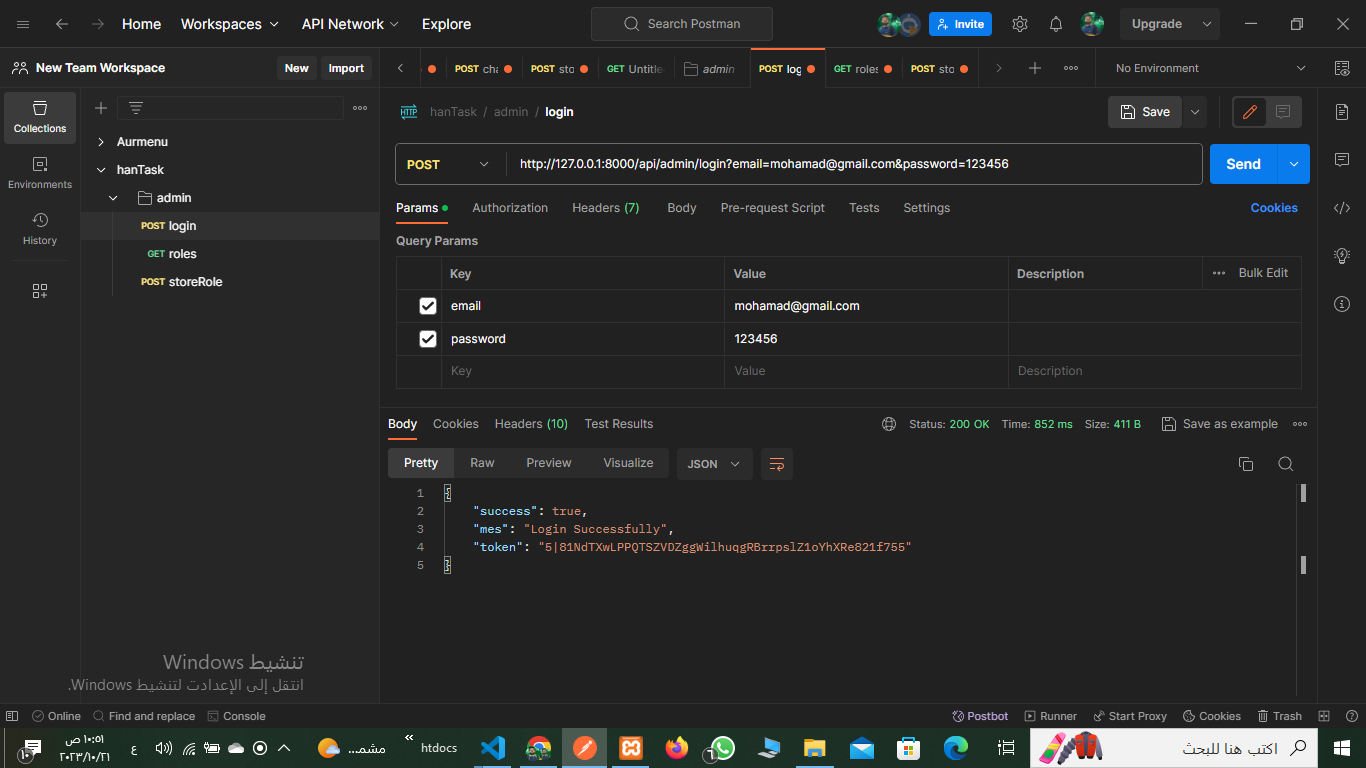 Home Workspaces API Network Explore Search Postman Invite Upgrade
New Team Workspace New Import
POST cha POST sto GET Untitle admin POST log GET roles POST sto No Environment
Collections
Environments
History
Aurmenu
hanTask
admin
POST login
GET roles
POST storeRole
HTTP hanTask / admin / login Save
POST http://127.0.0.1:8000/api/admin/login?email=mohamad@gmail.com&password=123456 Send
Params Authorization Headers (7) Body Pre-request Script Tests Settings Cookies
Query Params
Key Value Description Bulk Edit
email mohamad@gmail.com
password 123456
Key Value Description
Body Cookies Headers (10) Test Results Status: 200 OK Time: 852 ms Size: 411 B Save as example
Pretty Raw Preview Visualize JSON
1 {
2 "success": true,
3 "mes": "Login Successfully",
4 "token": "5|81NdTXwLPPQTSZVDZggWilhuqgRBrrpslZ1oYhXRe821f755"
5 }
تنشيط Windows
انتقل إلى الإعدادت لتنشيط Windows.
Online Find and replace Console Postbot Runner Start Proxy Cookies Trash
١٠:٥١ ص
٢٠٢٣/١٠/٢١
ع
مشمـ...
htdocs
اكتب هنا للبحث